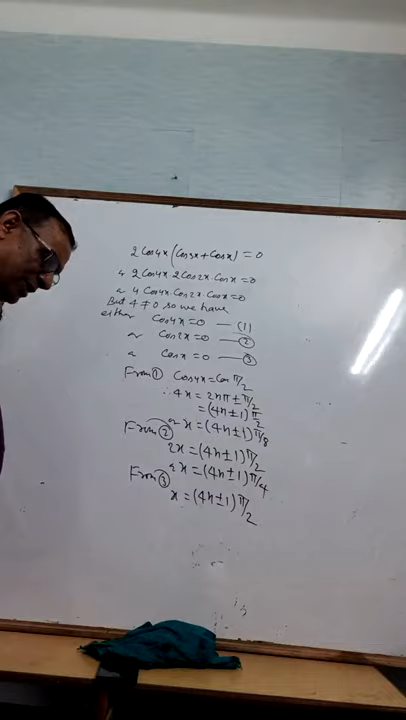 2 Cos4x (Cos3x + Cosx) = 0
2 Cos4x. 2 Cos2x. Cosx = 0
4 Cos4x. Cos2x. Cosx = 0
But 4 ≠ 0 so we have
either Cos4x = 0 — (1)
or Cos2x = 0 — (2)
Cosx = 0 — (3)
From (1) Cos4x = Cos π/2
∴ 4x = 2nπ ± π/2
= (4n ± 1) π/2
or x = (4n ± 1) π/8
From (2)
2x = (4n ± 1) π/2
x = (4n ± 1) π/4
From (3)
x = (4n ± 1) π/2